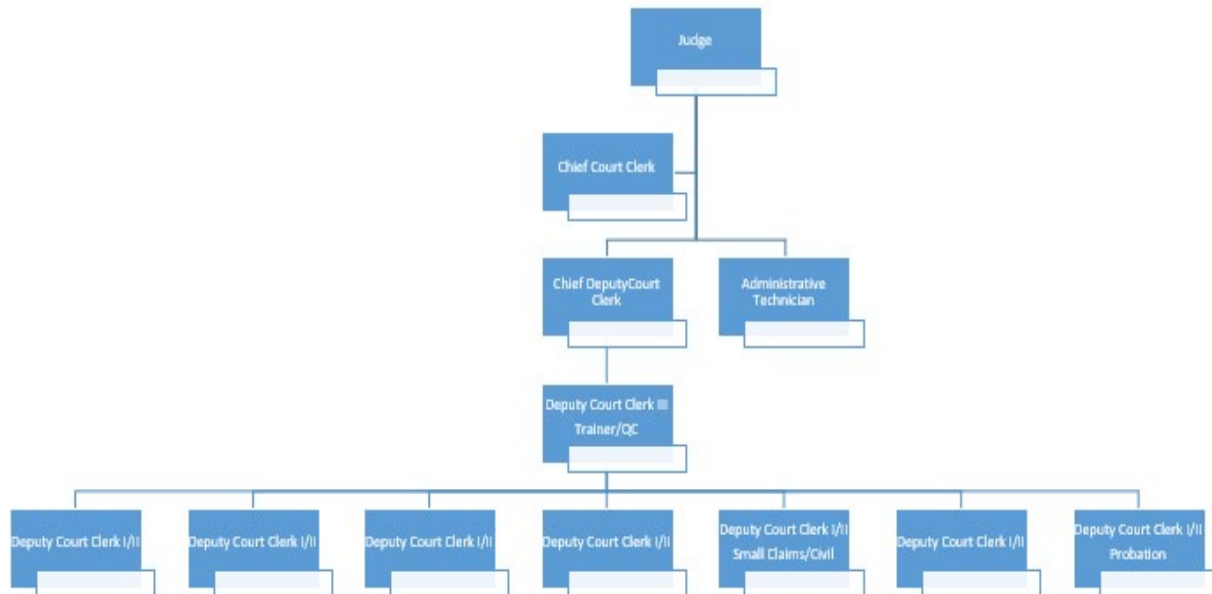 Judge
Chief Court Clerk
Chief DeputyCourt
Clerk
Administrative
Technician
Deputy Court Clerk III
Trainer/QC
Deputy Court Clerk I/II
Deputy Court Clerk I/II
Deputy Court Clerk I/II
Deputy Court Clerk I/II
Deputy Court Clerk I/II
Small Claims/Civil
Deputy Court Clerk I/II
Deputy Court Clerk I/II
Probation